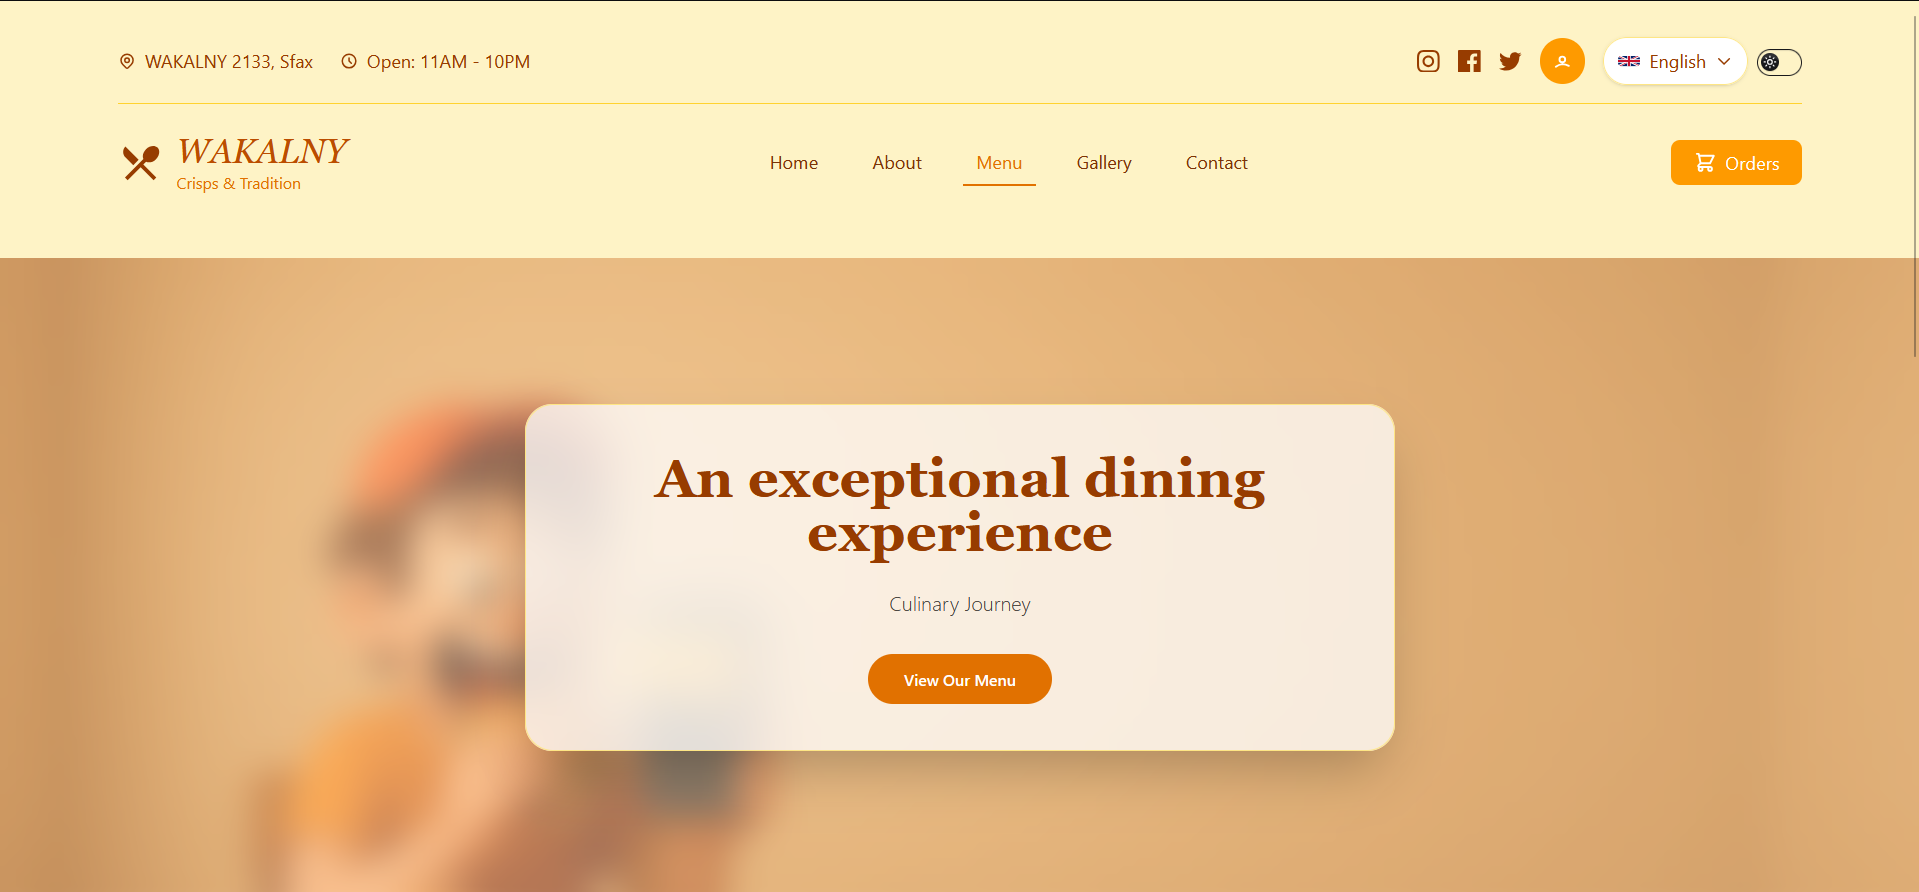 WAKALNY 2133, Sfax
Open: 11AM - 10PM
English
WAKALNY
Crisps & Tradition
Home
About
Menu
Gallery
Contact
Orders
An exceptional dining
experience
Culinary Journey
View Our Menu